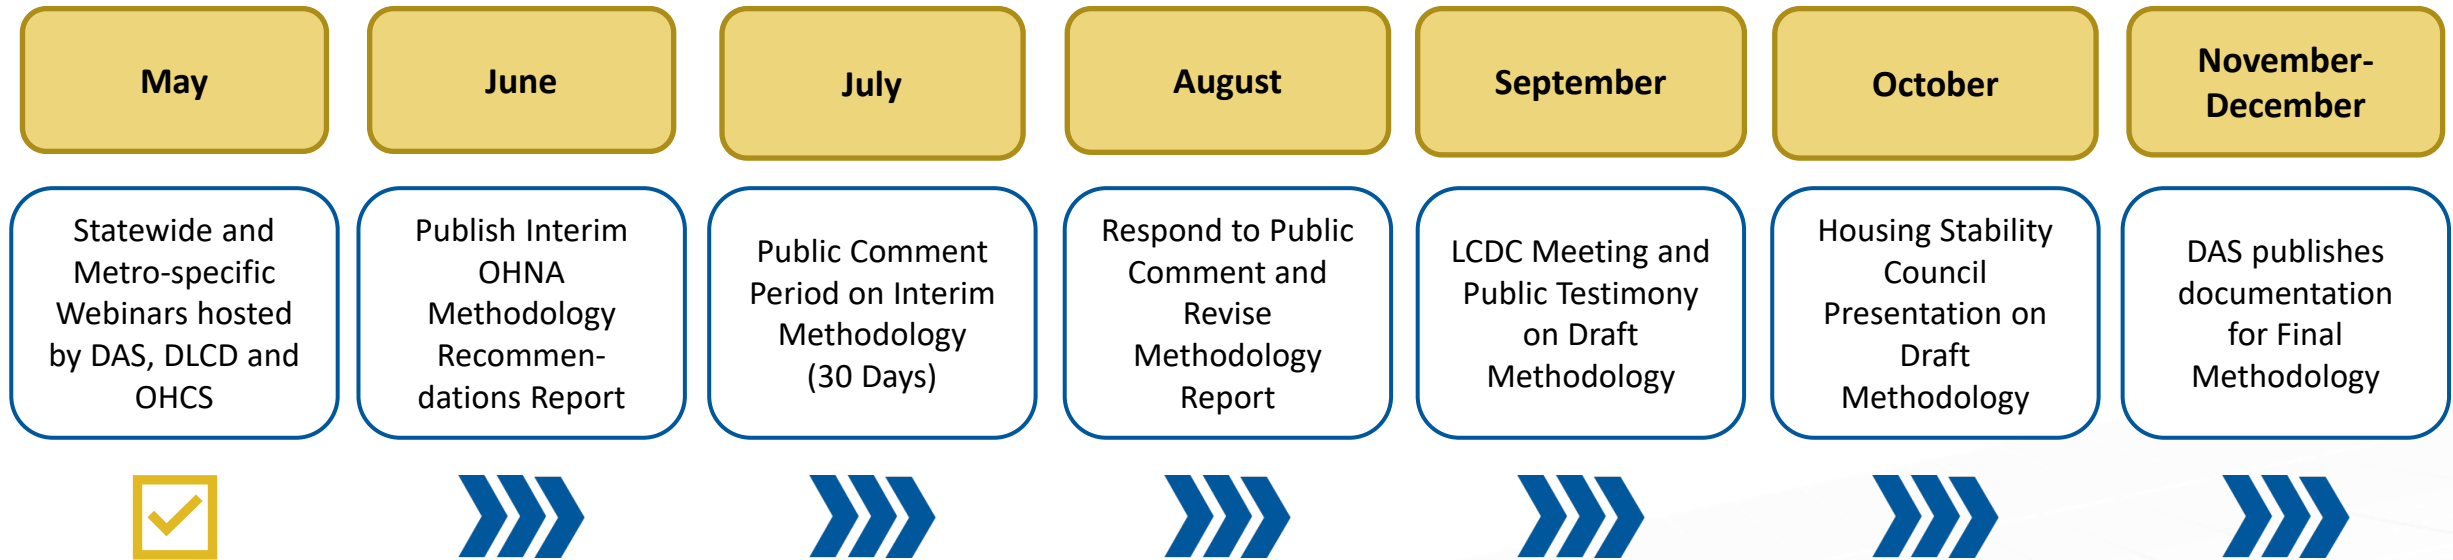 May
June
July
August
September
October
November-
December
Statewide and
Metro-specific
Webinars hosted
by DAS, DLCD and
OHCS
Publish Interim
OHNA
Methodology
Recommen-
dations Report
Public Comment
Period on Interim
Methodology
(30 Days)
Respond to Public
Comment and
Revise
Methodology
Report
LCDC Meeting and
Public Testimony
on Draft
Methodology
Housing Stability
Council
Presentation on
Draft
Methodology
DAS publishes
documentation
for Final
Methodology